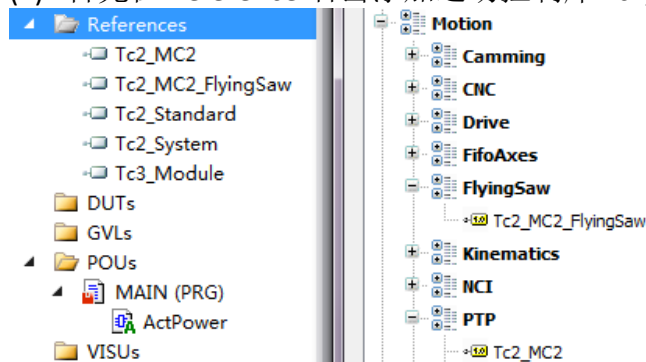 References
Tc2_MC2
Tc2_MC2_FlyingSaw
Tc2_Standard
Tc2_System
Tc3_Module
DUTs
GVLs
POUs
MAIN (PRG)
ActPower
VISUs
Motion
Camming
CNC
Drive
FifoAxes
FlyingSaw
Tc2_MC2_FlyingSaw
Kinematics
NCI
PTP
Tc2_MC2